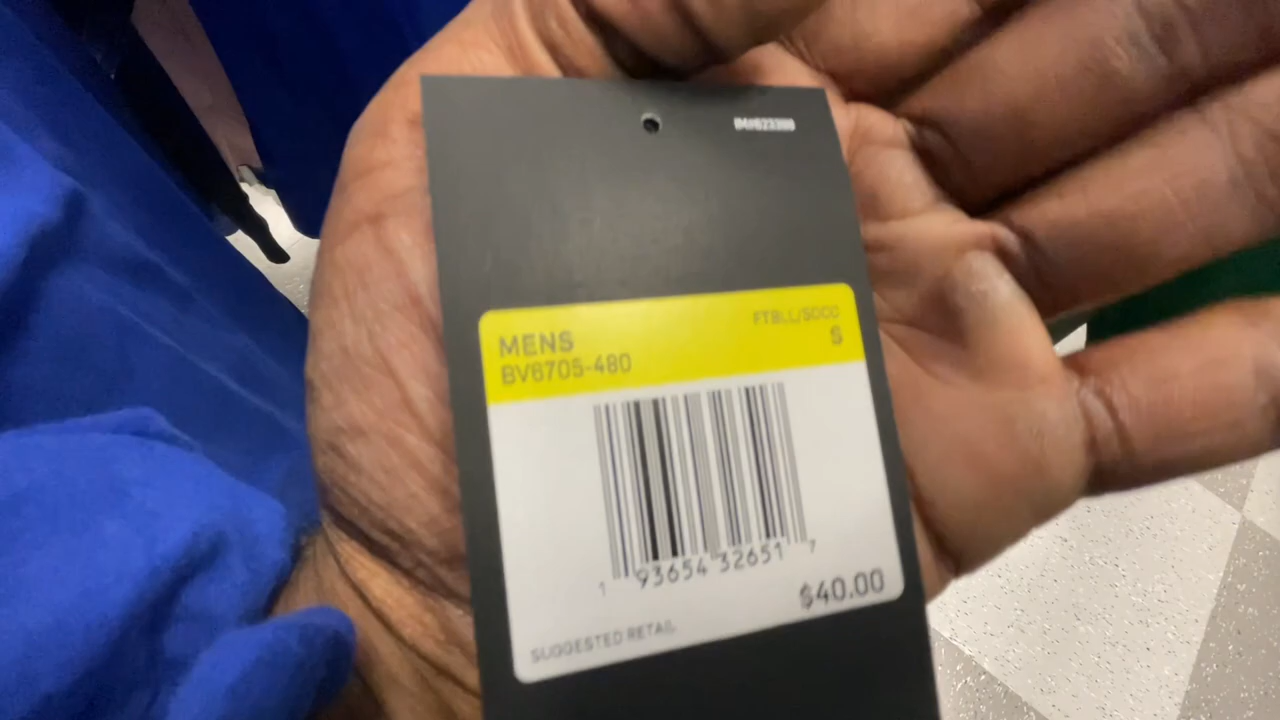 MENS
FTBLL/SOCC
BV6705-480
S
1 93654 32651 7
$40.00
SUGGESTED RETAIL